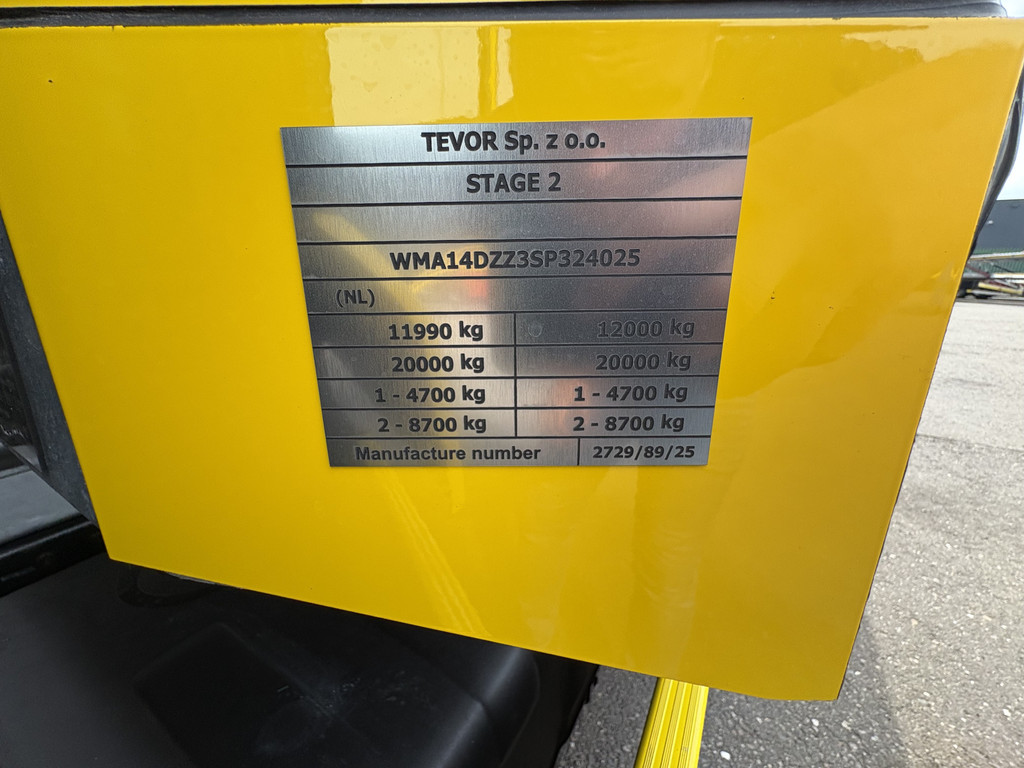 TEVOR Sp. z o.o.
STAGE 2
WMA14DZZ3SP324025
(NL)
11990 kg 12000 kg
20000 kg 20000 kg
1 - 4700 kg 1 - 4700 kg
2 - 8700 kg 2 - 8700 kg
Manufacture number 2729/89/25